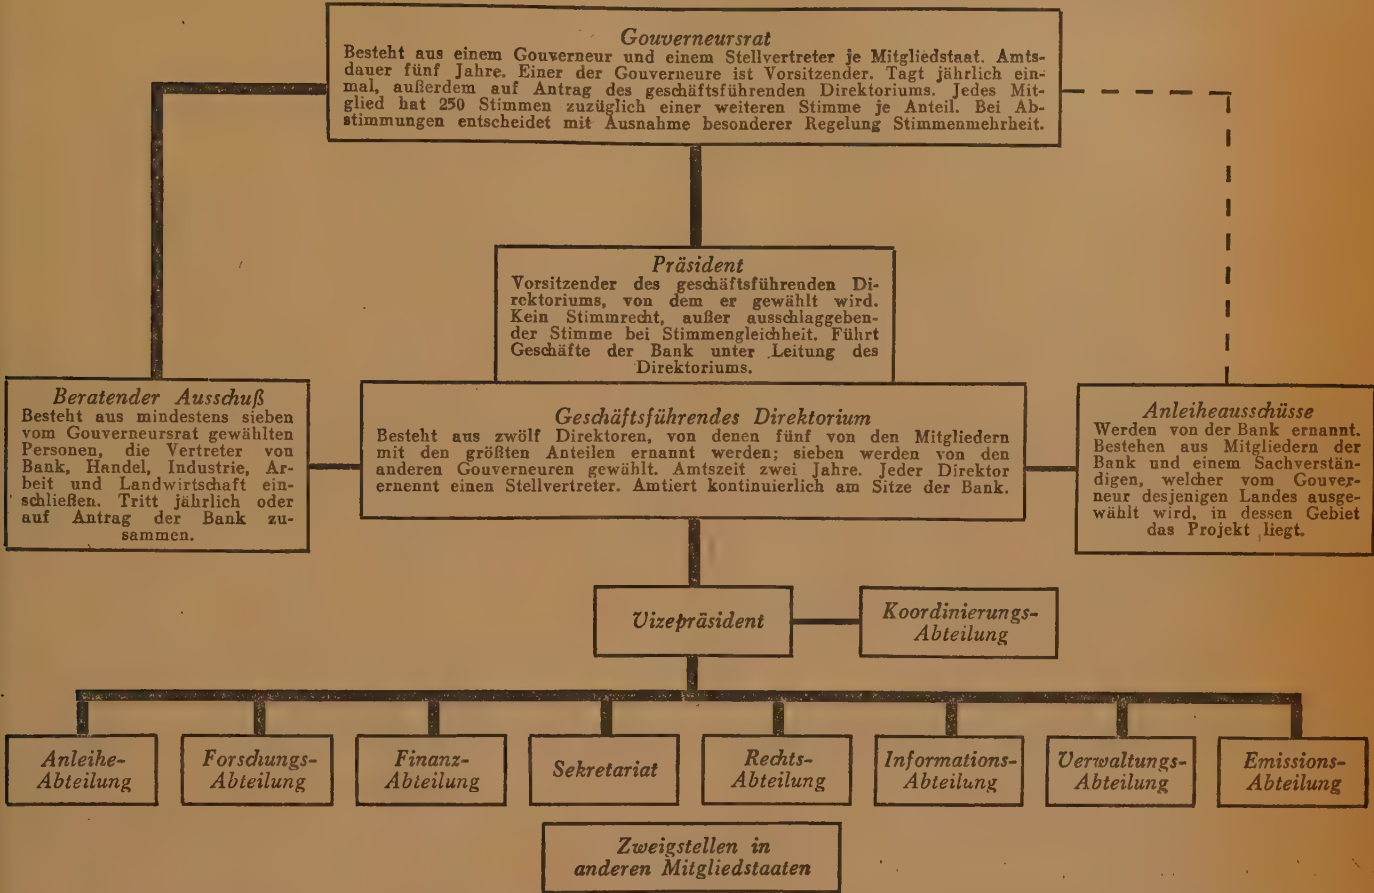 Gouverneursrat
Besteht aus einem Gouverneur und einem Stellvertreter je Mitgliedstaat. Amts-
dauer fünf Jahre. Einer der Gouverneure ist Vorsitzender. Tagt jährlich ein-
mal, außerdem auf Antrag des geschäftsführenden Direktoriums. Jedes Mit-
glied hat 250 Stimmen zuzüglich einer weiteren Stimme je Anteil. Bei Ab-
stimmungen entscheidet mit Ausnahme besonderer Regelung Stimmenmehrheit.
Präsident
Vorsitzender des geschäftsführenden Di-
rektoriums, von dem er gewählt wird.
Kein Stimmrecht, außer ausschlaggeben-
der Stimme bei Stimmengleichheit. Führt
Geschäfte der Bank unter Leitung des
Direktoriums.
Beratender Ausschuß
Besteht aus mindestens sieben
vom Gouverneursrat gewählten
Personen, die Vertreter von
Bank, Handel, Industrie, Ar-
beit und Landwirtschaft ein-
schließen. Tritt jährlich oder
auf Antrag der Bank zu-
sammen.
Geschäftsführendes Direktorium
Besteht aus zwölf Direktoren, von denen fünf von den Mitgliedern
mit den größten Anteilen ernannt werden; sieben werden von den
anderen Gouverneuren gewählt. Amtszeit zwei Jahre. Jeder Direktor
ernennt einen Stellvertreter. Amtiert kontinuierlich am Sitze der Bank.
Anleiheausschüsse
Werden von der Bank ernannt.
Bestehen aus Mitgliedern der
Bank und einem Sachverstän-
digen, welcher vom Gouver-
neur desjenigen Landes ausge-
wählt wird, in dessen Gebiet
das Projekt liegt.
Vizepräsident
Koordinierungs-
Abteilung
Anleihe-
Abteilung
Forschungs-
Abteilung
Finanz-
Abteilung
Sekretariat
Rechts-
Abteilung
Informations-
Abteilung
Verwaltungs-
Abteilung
Emissions-
Abteilung
Zweigstellen in
anderen Mitgliedstaaten